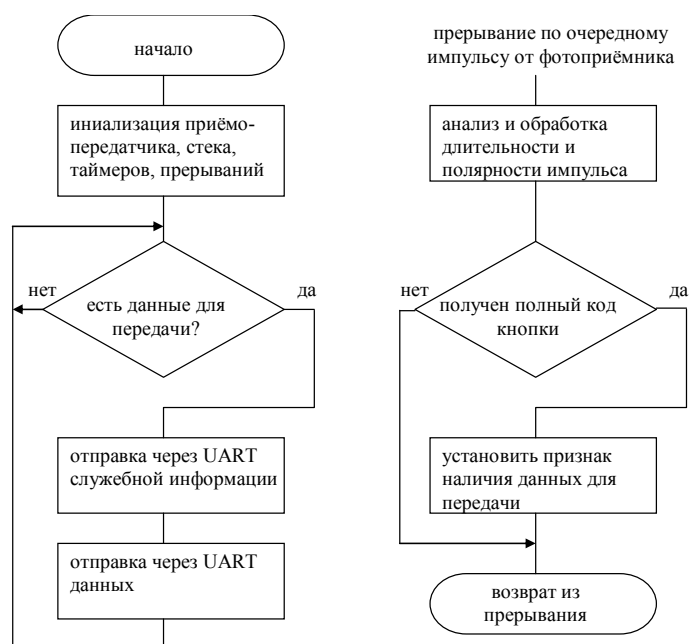 начало
иниализация приёмо-
передатчика, стека,
таймеров, прерываний
нет
да
есть данные для
передачи?
отправка через UART
служебной информации
отправка через UART
данных
прерывание по очередному
импульсу от фотоприёмника
анализ и обработка
длительности и
полярности импульса
нет
да
получен полный код
кнопки
установить признак
наличия данных для
передачи
возврат из
прерывания